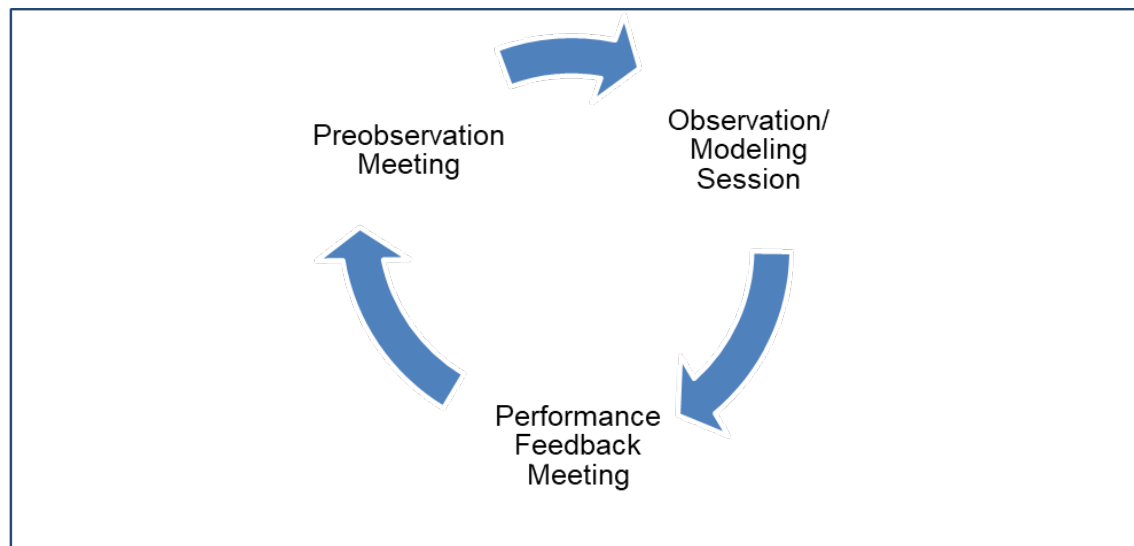 Preobservation
Meeting
Observation/
Modeling
Session
Performance
Feedback
Meeting